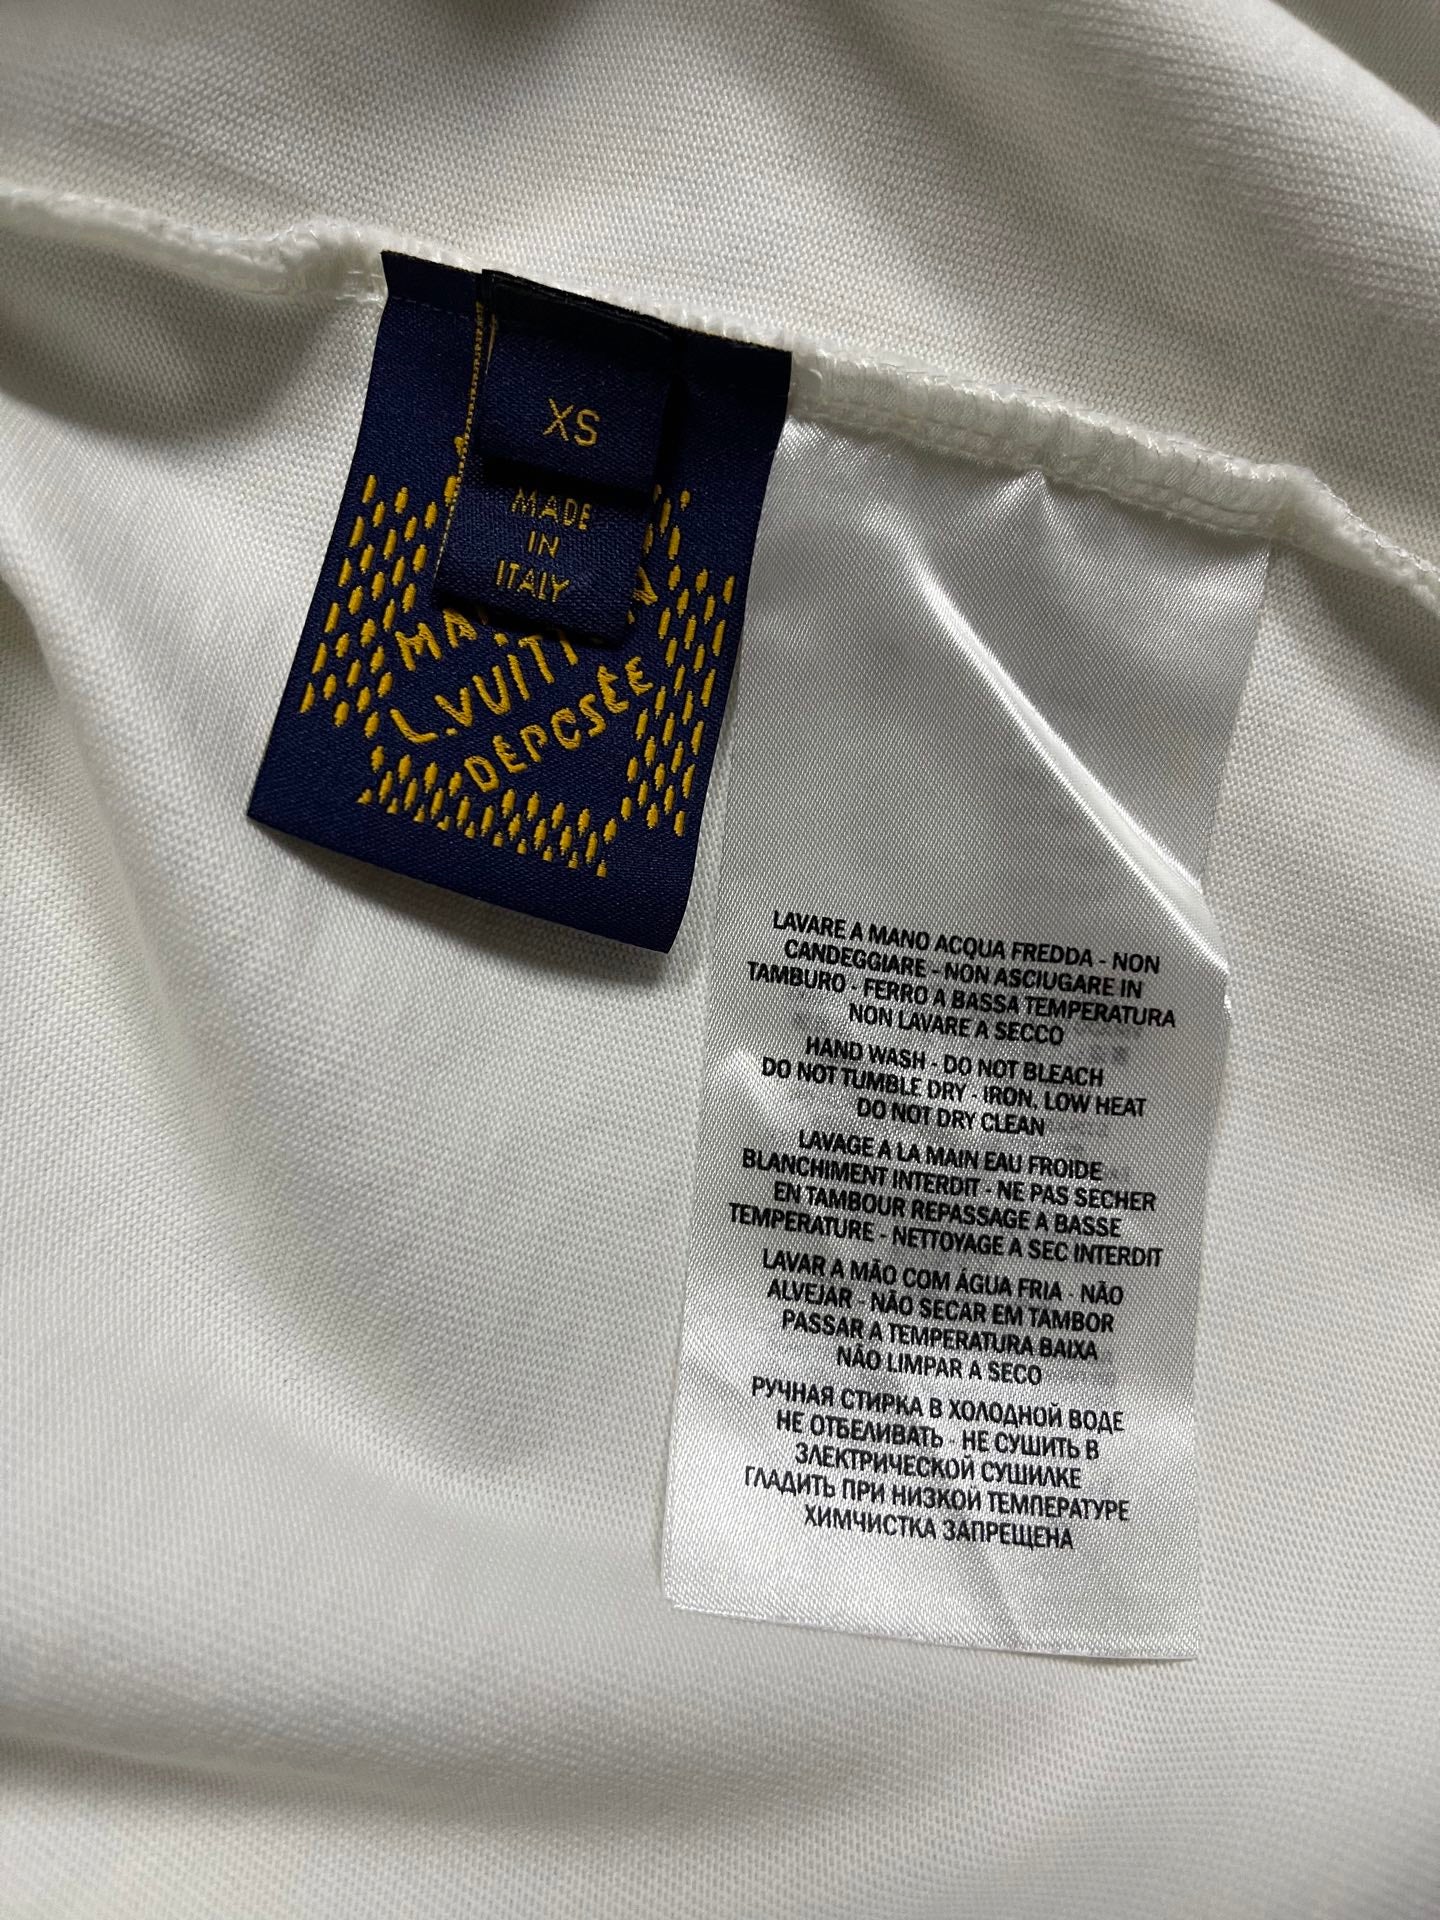 XS
MADE
IN
ITALY
L.VUITT
DÉPOSÉE
LAVARE A MANO ACQUA FREDDA - NON
CANDEGGIARE - NON ASCIUGARE IN
TAMBURO - FERRO A BASSA TEMPERATURA
NON LAVARE A SECCO
HAND WASH - DO NOT BLEACH
DO NOT TUMBLE DRY - IRON, LOW HEAT
DO NOT DRY CLEAN
LAVAGE A LA MAIN EAU FROIDE
BLANCHIMENT INTERDIT - NE PAS SECHER
EN TAMBOUR REPASSAGE A BASSE
TEMPERATURE - NETTOYAGE A SEC INTERDIT
LAVAR A MÃO COM ÁGUA FRIA - NÃO
ALVEJAR - NÃO SECAR EM TAMBOR
PASSAR A TEMPERATURA BAIXA
NÃO LIMPAR A SECO
РУЧНАЯ СТИРКА В ХОЛОДНОЙ ВОДЕ
НЕ ОТБЕЛИВАТЬ - НЕ СУШИТЬ В
ЭЛЕКТРИЧЕСКОЙ СУШИЛКЕ
ГЛАДИТЬ ПРИ НИЗКОЙ ТЕМПЕРАТУРЕ
ХИМЧИСТКА ЗАПРЕЩЕНА